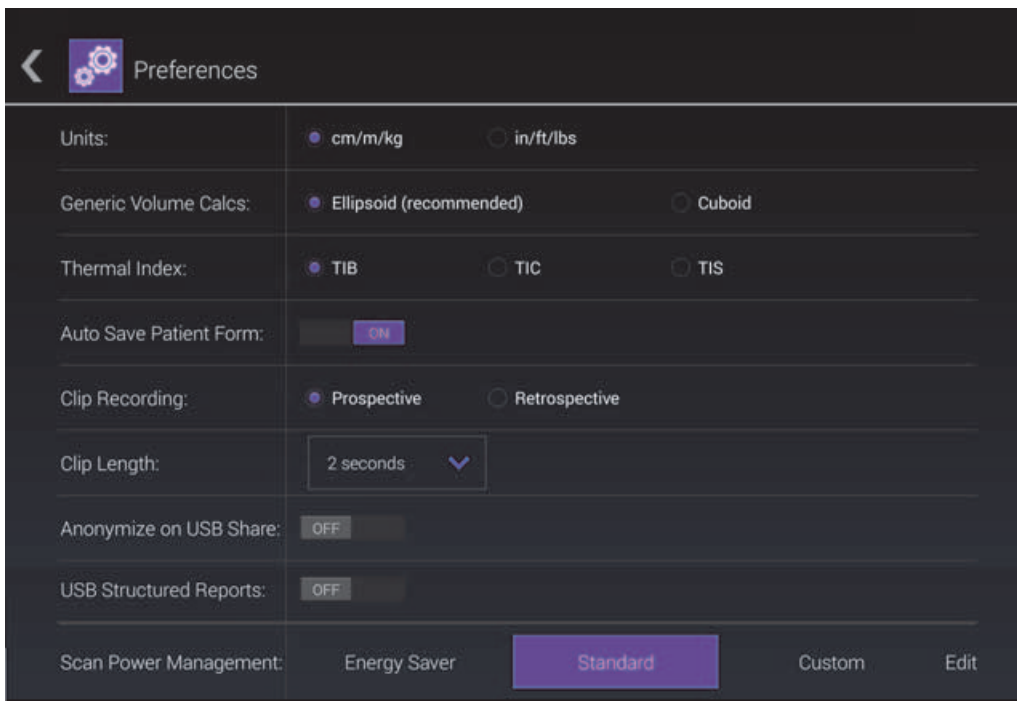 Preferences
Units: cm/m/kg in/ft/lbs
Generic Volume Calcs: Ellipsoid (recommended) Cuboid
Thermal Index: TIB TIC TIS
Auto Save Patient Form: ON
Clip Recording: Prospective Retrospective
Clip Length: 2 seconds
Anonymize on USB Share: OFF
USB Structured Reports: OFF
Scan Power Management: Energy Saver Standard Custom Edit